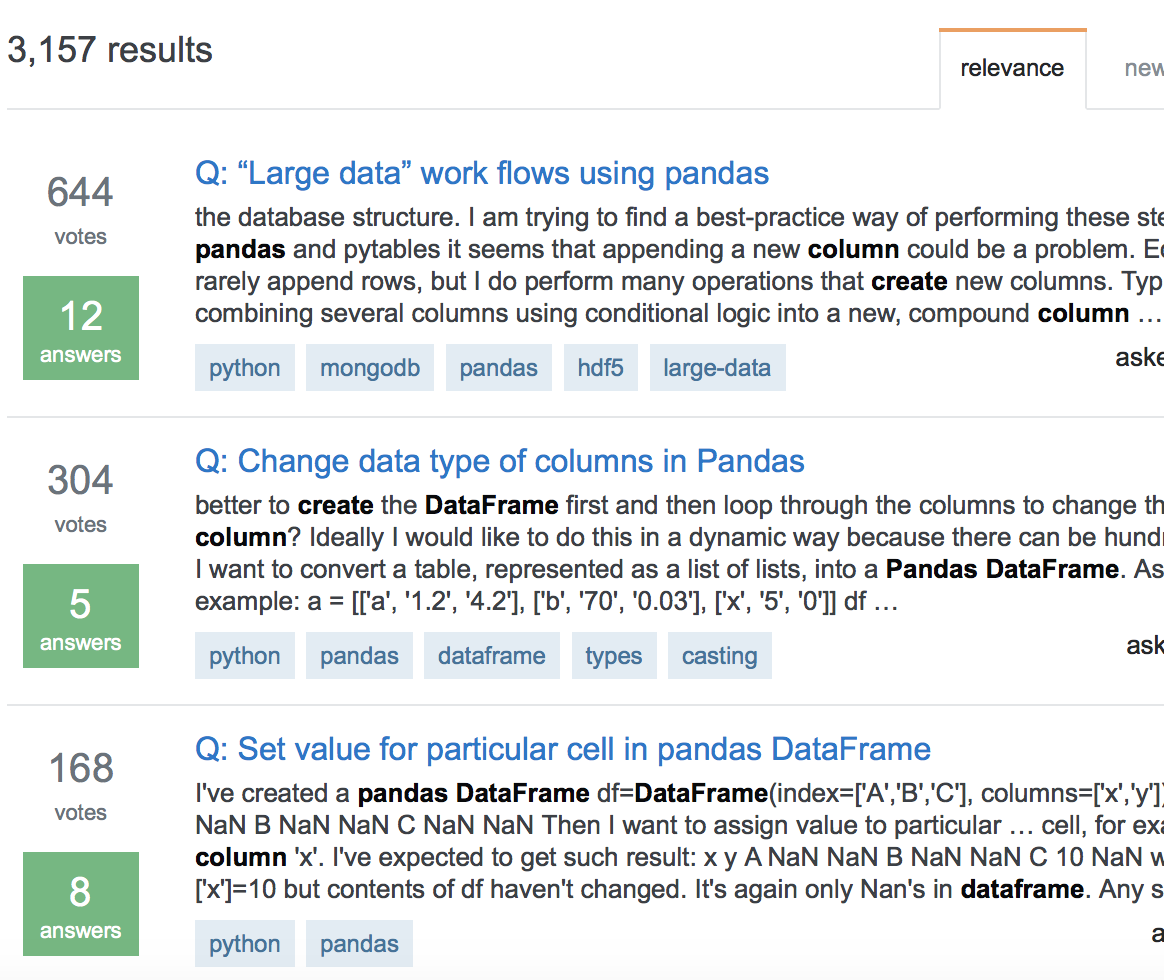 3,157 results
relevance
new
644
votes
12
answers
Q: “Large data” work flows using pandas
the database structure. I am trying to find a best-practice way of performing these ste
pandas and pytables it seems that appending a new column could be a problem. Ed
rarely append rows, but I do perform many operations that create new columns. Typ
combining several columns using conditional logic into a new, compound column …
python mongodb pandas hdf5 large-data
aske
304
votes
5
answers
Q: Change data type of columns in Pandas
better to create the DataFrame first and then loop through the columns to change th
column? Ideally I would like to do this in a dynamic way because there can be hund
I want to convert a table, represented as a list of lists, into a Pandas DataFrame. As
example: a = [['a', '1.2', '4.2'], ['b', '70', '0.03'], ['x', '5', '0']] df …
python pandas dataframe types casting
ask
168
votes
8
answers
Q: Set value for particular cell in pandas DataFrame
I've created a pandas DataFrame df=DataFrame(index=['A','B','C'], columns=['x','y'])
NaN B NaN NaN C NaN NaN Then I want to assign value to particular … cell, for exa
column 'x'. I've expected to get such result: x y A NaN NaN B NaN NaN C 10 NaN w
['x']=10 but contents of df haven't changed. It's again only Nan's in dataframe. Any s
python pandas
a